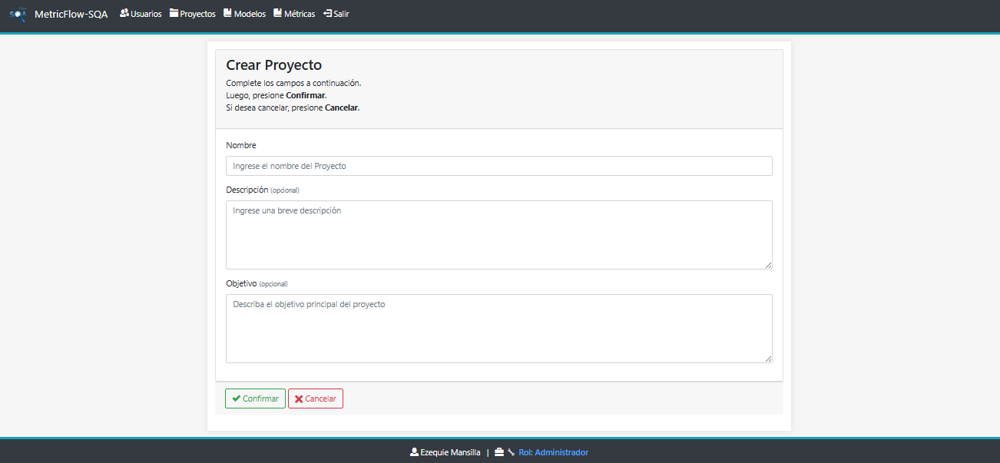 SQA MetricFlow-SQA Usuarios Proyectos Modelos Métricas Salir
Crear Proyecto
Complete los campos a continuación.
Luego, presione Confirmar.
Si desea cancelar, presione Cancelar.
Nombre
Ingrese el nombre del Proyecto
Descripción (opcional)
Ingrese una breve descripción
Objetivo (opcional)
Describa el objetivo principal del proyecto
Confirmar Cancelar
Ezequie Mansilla | Rol: Administrador